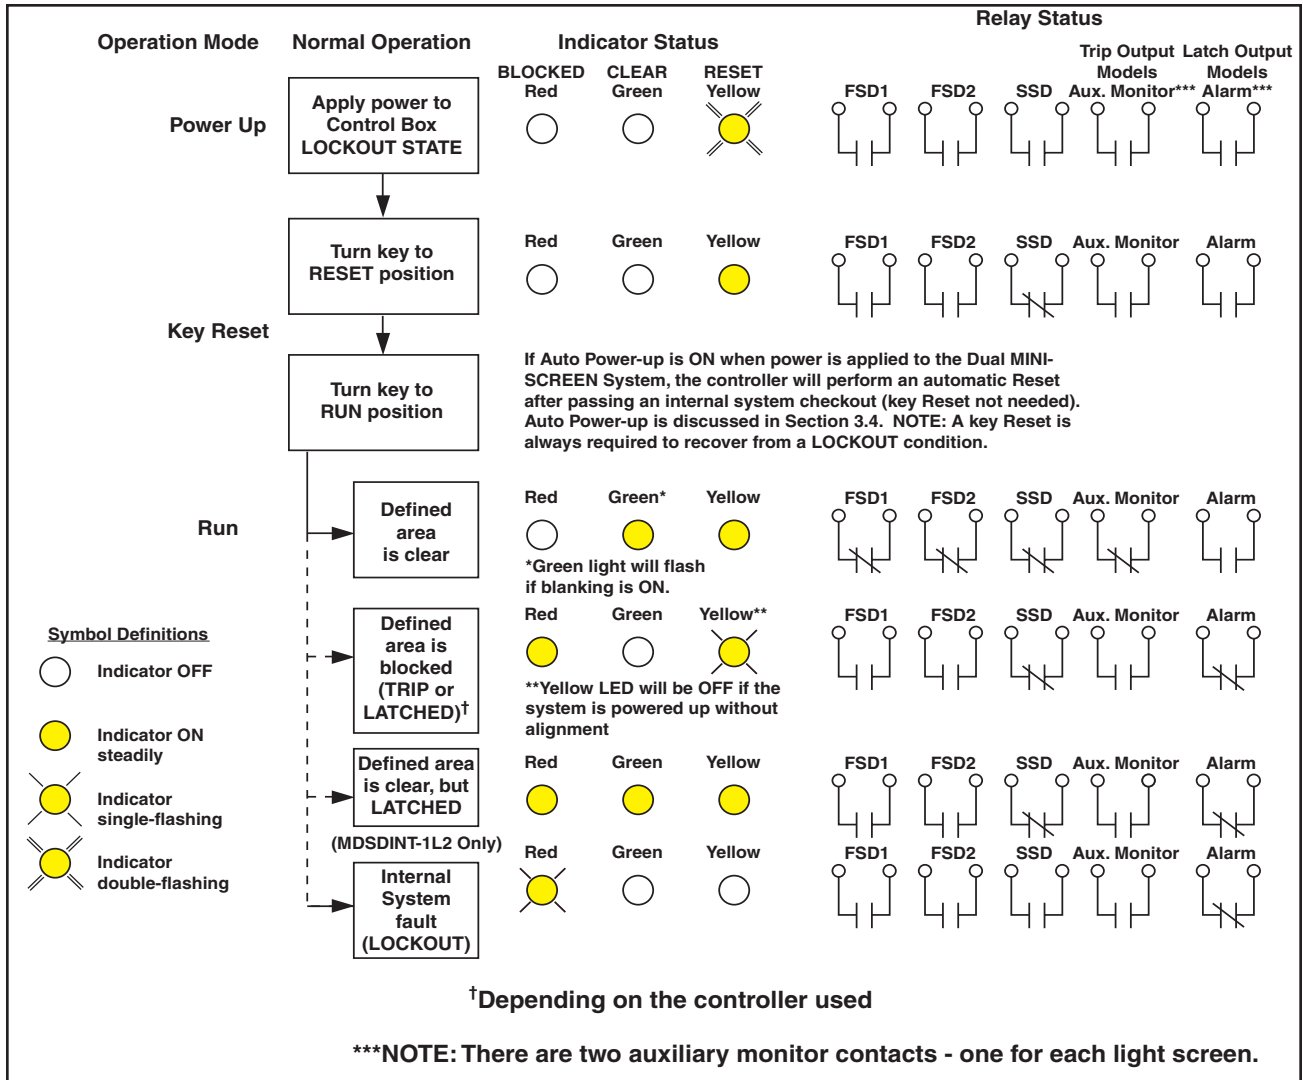 Relay Status
Operation Mode Normal Operation Indicator Status
Trip Output Latch Output
Models Models
BLOCKED CLEAR RESET
Red Green Yellow FSD1 FSD2 SSD Aux. Monitor*** Alarm***
Power Up
Apply power to
Control Box
LOCKOUT STATE
Red Green Yellow FSD1 FSD2 SSD Aux. Monitor Alarm
Turn key to
RESET position
Key Reset
Turn key to
RUN position
If Auto Power-up is ON when power is applied to the Dual MINI-
SCREEN System, the controller will perform an automatic Reset
after passing an internal system checkout (key Reset not needed).
Auto Power-up is discussed in Section 3.4. NOTE: A key Reset is
always required to recover from a LOCKOUT condition.
Run
Defined
area
is clear
Red Green* Yellow FSD1 FSD2 SSD Aux. Monitor Alarm
*Green light will flash
if blanking is ON.
Defined
area is
blocked
(TRIP or
LATCHED)†
Red Green Yellow** FSD1 FSD2 SSD Aux. Monitor Alarm
**Yellow LED will be OFF if the
system is powered up without
alignment
Symbol Definitions
Indicator OFF
Indicator ON
steadily
Indicator
single-flashing
Indicator
double-flashing
Defined area
is clear, but
LATCHED
(MDSDINT-1L2 Only)
Red Green Yellow FSD1 FSD2 SSD Aux. Monitor Alarm
Internal
System
fault
(LOCKOUT)
Red Green Yellow FSD1 FSD2 SSD Aux. Monitor Alarm
†Depending on the controller used
***NOTE: There are two auxiliary monitor contacts - one for each light screen.